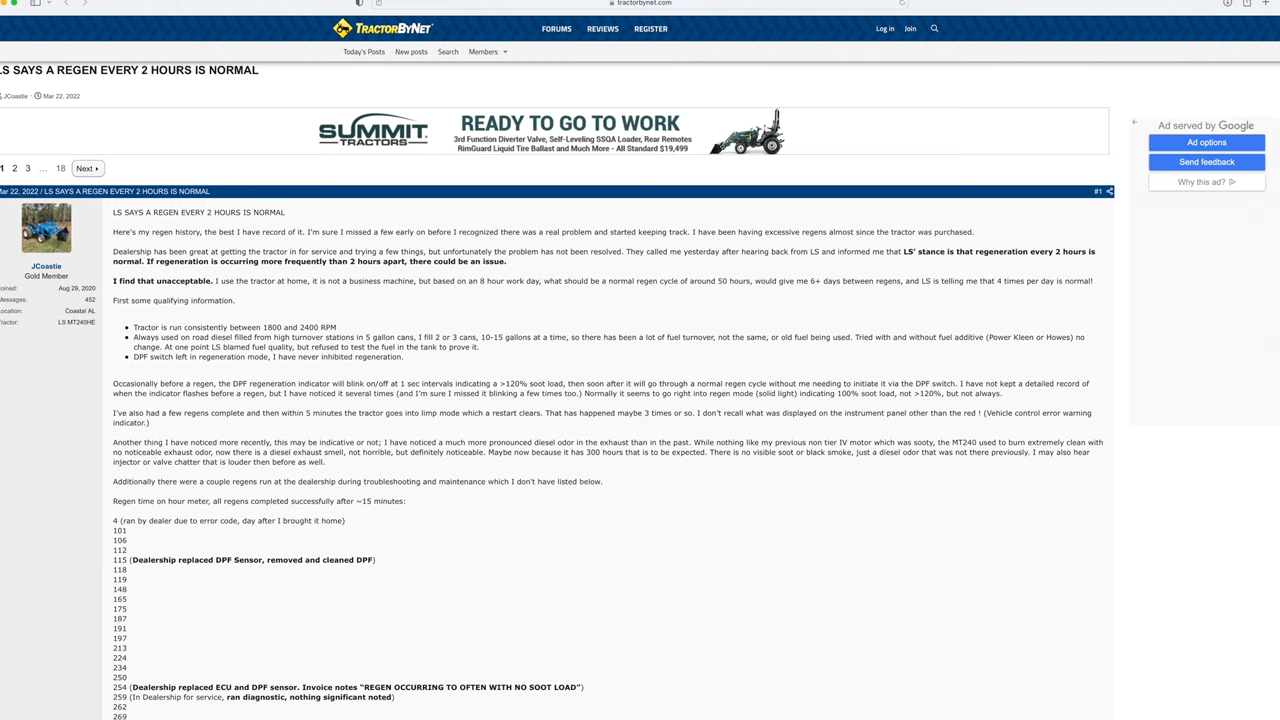 tractorbynet.com
TRACTORBYNET
FORUMS REVIEWS REGISTER
Log in Join
Today's Posts New posts Search Members
LS SAYS A REGEN EVERY 2 HOURS IS NORMAL
JCoastie · Mar 22, 2022
SUMMIT TRACTORS
READY TO GO TO WORK
3rd Function Diverter Valve, Self-Leveling SSQA Loader, Rear Remotes
RimGuard Liquid Tire Ballast and Much More - All Standard $19,499
Ad served by Google
Ad options
Send feedback
Why this ad?
1 2 3 ... 18 Next
Mar 22, 2022 / LS SAYS A REGEN EVERY 2 HOURS IS NORMAL #1
JCoastie
Gold Member
Joined: Aug 29, 2020
Messages: 452
Location: Coastal AL
Tractor: LS MT240HE
LS SAYS A REGEN EVERY 2 HOURS IS NORMAL
Here's my regen history, the best I have record of it. I'm sure I missed a few early on before I recognized there was a real problem and started keeping track. I have been having excessive regens almost since the tractor was purchased.
Dealership has been great at getting the tractor in for service and trying a few things, but unfortunately the problem has not been resolved. They called me yesterday after hearing back from LS and informed me that LS' stance is that regeneration every 2 hours is
normal. If regeneration is occurring more frequently than 2 hours apart, there could be an issue.
I find that unacceptable. I use the tractor at home, it is not a business machine, but based on an 8 hour work day, what should be a normal regen cycle of around 50 hours, would give me 6+ days between regens, and LS is telling me that 4 times per day is normal!
First some qualifying information.
• Tractor is run consistently between 1800 and 2400 RPM
• Always used on road diesel filled from high turnover stations in 5 gallon cans, I fill 2 or 3 cans, 10-15 gallons at a time, so there has been a lot of fuel turnover, not the same, or old fuel being used. Tried with and without fuel additive (Power Kleen or Howes) no
change. At one point LS blamed fuel quality, but refused to test the fuel in the tank to prove it.
• DPF switch left in regeneration mode, I have never inhibited regeneration.
Occasionally before a regen, the DPF regeneration indicator will blink on/off at 1 sec intervals indicating a >120% soot load, then soon after it will go through a normal regen cycle without me needing to initiate it via the DPF switch. I have not kept a detailed record of
when the indicator flashes before a regen, but I have noticed it several times (and I'm sure I missed it blinking a few times too.) Normally it seems to go right into regen mode (solid light) indicating 100% soot load, not >120%, but not always.
I've also had a few regens complete and then within 5 minutes the tractor goes into limp mode which a restart clears. That has happened maybe 3 times or so. I don't recall what was displayed on the instrument panel other than the red ! (Vehicle control error warning
indicator.)
Another thing I have noticed more recently, this may be indicative or not; I have noticed a much more pronounced diesel odor in the exhaust than in the past. While nothing like my previous non tier IV motor which was sooty, the MT240 used to burn extremely clean with
no noticeable exhaust odor, now there is a diesel exhaust smell, not horrible, but definitely noticeable. Maybe now because it has 300 hours that is to be expected. There is no visible soot or black smoke, just a diesel odor that was not there previously. I may also hear
injector or valve chatter that is louder then before as well.
Additionally there were a couple regens run at the dealership during troubleshooting and maintenance which I don't have listed below.
Regen time on hour meter, all regens completed successfully after ~15 minutes:
4 (ran by dealer due to error code, day after I brought it home)
101
106
112
115 (Dealership replaced DPF Sensor, removed and cleaned DPF)
118
119
148
165
175
187
191
197
213
224
234
250
254 (Dealership replaced ECU and DPF sensor. Invoice notes "REGEN OCCURRING TO OFTEN WITH NO SOOT LOAD")
259 (In Dealership for service, ran diagnostic, nothing significant noted)
262
269